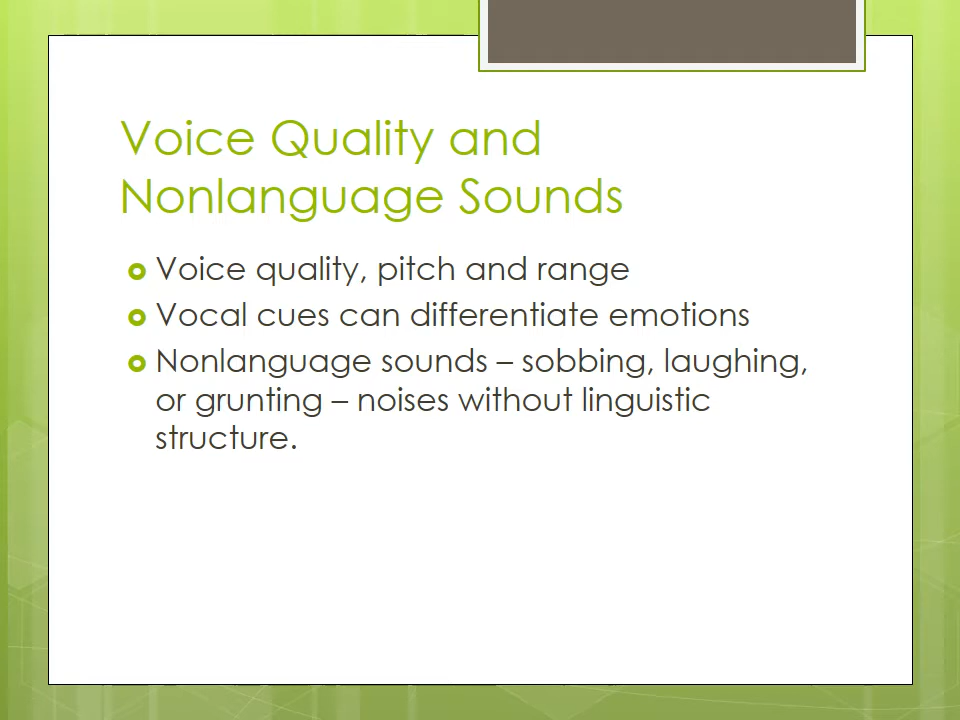 Voice Quality and
Nonlanguage Sounds
Voice quality, pitch and range
Vocal cues can differentiate emotions
Nonlanguage sounds – sobbing, laughing,
or grunting – noises without linguistic
structure.